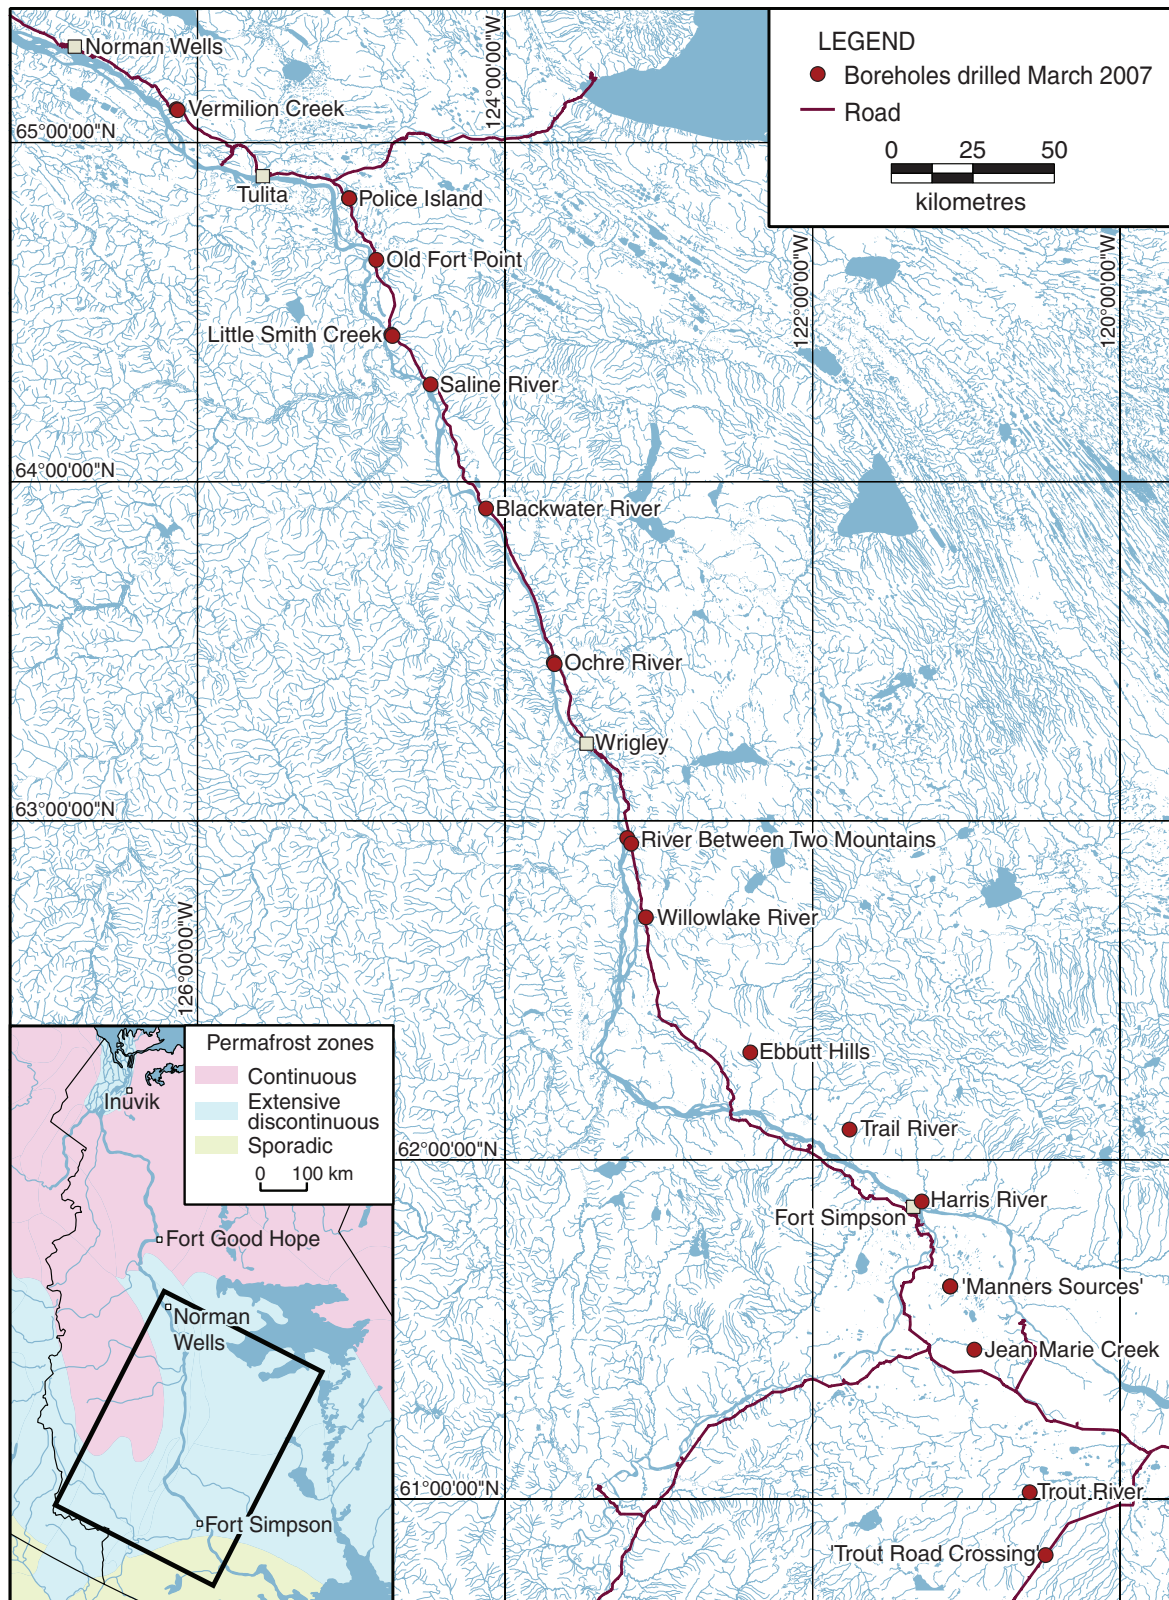 LEGEND
Boreholes drilled March 2007
Road
0 25 50
kilometres
Norman Wells
Vermilion Creek
124°00'00"W
65°00'00"N
Tulita
Police Island
Old Fort Point
122°00'00"W
120°00'00"W
Little Smith Creek
Saline River
64°00'00"N
Blackwater River
Ochre River
Wrigley
63°00'00"N
River Between Two Mountains
126°00'00"W
Willowlake River
Ebbutt Hills
Trail River
62°00'00"N
Harris River
Fort Simpson
'Manners Sources'
Jean Marie Creek
61°00'00"N
Trout River
'Trout Road Crossing'
Permafrost zones
Continuous
Extensive
discontinuous
Sporadic
0 100 km
Inuvik
Fort Good Hope
Norman
Wells
Fort Simpson